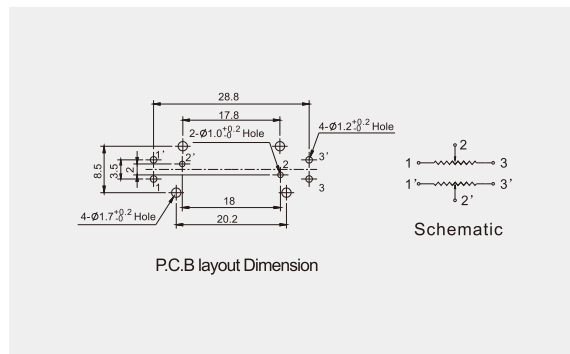 28.8
17.8
2-Ø1.0+0.2-0 Hole
4-Ø1.2+0.2-0 Hole
1' 2' 2 3'
8.5 3.5 2
1 3
18
4-Ø1.7+0.2-0 Hole
20.2
P.C.B layout Dimension
2
1 3
1' 3'
2'
Schematic